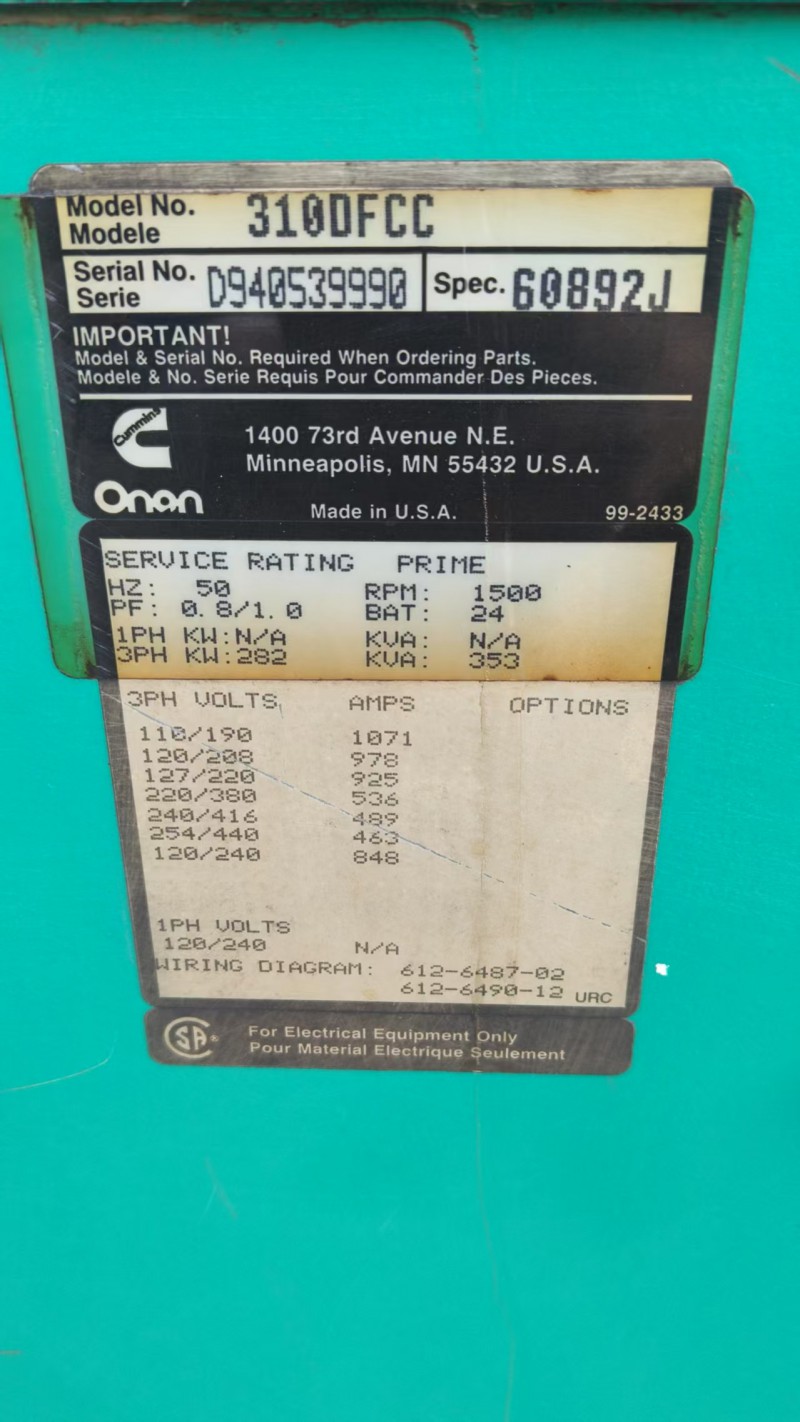 Model No. 310DFCC
Modele
Serial No. D940539990 Spec. 60892J
Serie
IMPORTANT!
Model & Serial No. Required When Ordering Parts.
Modele & No. Serie Requis Pour Commander Des Pieces.
Cummins
Onan
1400 73rd Avenue N.E.
Minneapolis, MN 55432 U.S.A.
Made in U.S.A. 99-2433
SERVICE RATING PRIME
HZ: 50 RPM: 1500
PF: 0.8/1.0 BAT: 24
1PH KW:N/A KVA: N/A
3PH KW:282 KVA: 353
3PH VOLTS AMPS OPTIONS
110/190 1071
120/208 978
127/220 925
220/380 536
240/416 489
254/440 463
120/240 848
1PH VOLTS
120/240 N/A
WIRING DIAGRAM: 612-6487-02
612-6490-12 URC
SA® For Electrical Equipment Only
Pour Material Electrique Seulement